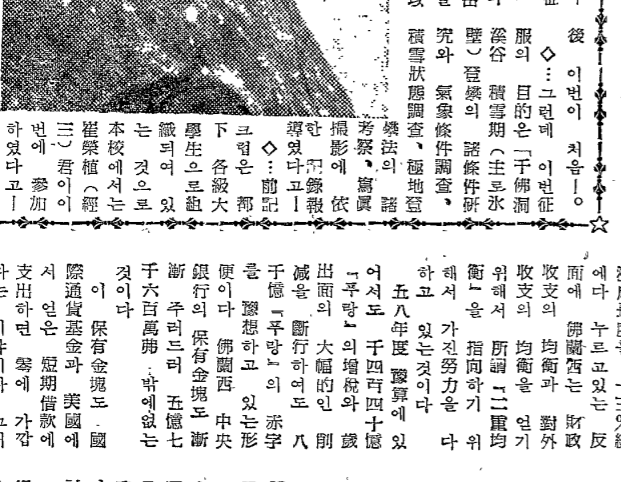 後 이번이 처음—。
◇…그런데 이번征
服의 目的은「千佛洞
溪谷 積雪期(主로氷
壁)登攀의 諸條件硏
究와 氣象條件調査、
積雪狀態調査、極地登
攀法의 諸
考察、寫眞
撮影에 依
한 記錄報
導였다고—
◇…前記
크럽은 都
下 各級大
學生으로組
織되여 있
는 것으로
本校에서는
崔榮植(經
三)君이이
번에 參加
하였다고—
에다 누르고있는 反
面에 佛蘭西는 財政
收支의 均衡과 對外
收支의 均衡을 얻기
위해서 所謂「二重均
衡」을 指向하기 위
해서 가진努力을 다
하고 있는것이다
五八年度 豫算에 있
어서도 千四百四十億
「푸랑」의增稅와 歲
出面의 大幅的인 削
減을 斷行하여도 八
千億「푸랑」의 赤字
를 豫想하고 있는形
便이다 佛蘭西 中央
銀行의 保有金塊도漸
漸 주러드러 五億七
千六百萬弗 밖에없는
것이다
이 保有金塊도 國
際通貨基金과 美國에
서 얻은 短期借款에
支出하면 零에 가깝